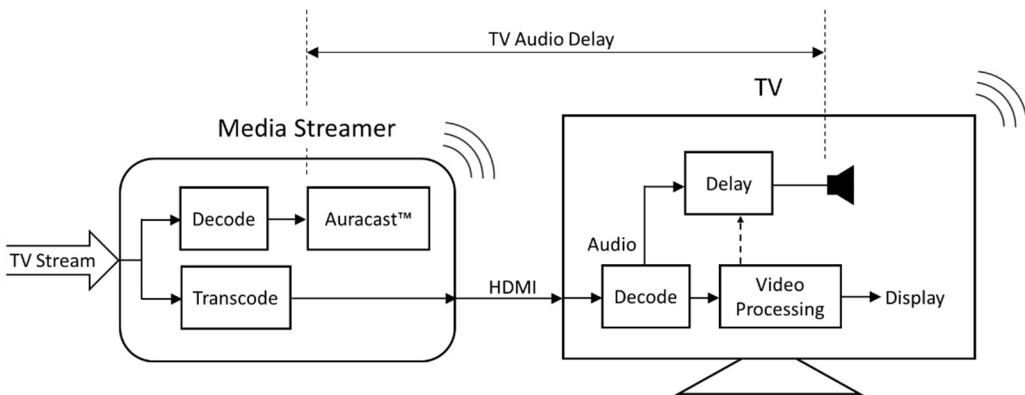 TV Audio Delay
TV
Media Streamer
Delay
Decode
Auracast™
Audio
TV Stream
Transcode
HDMI
Decode
Video
Processing
Display